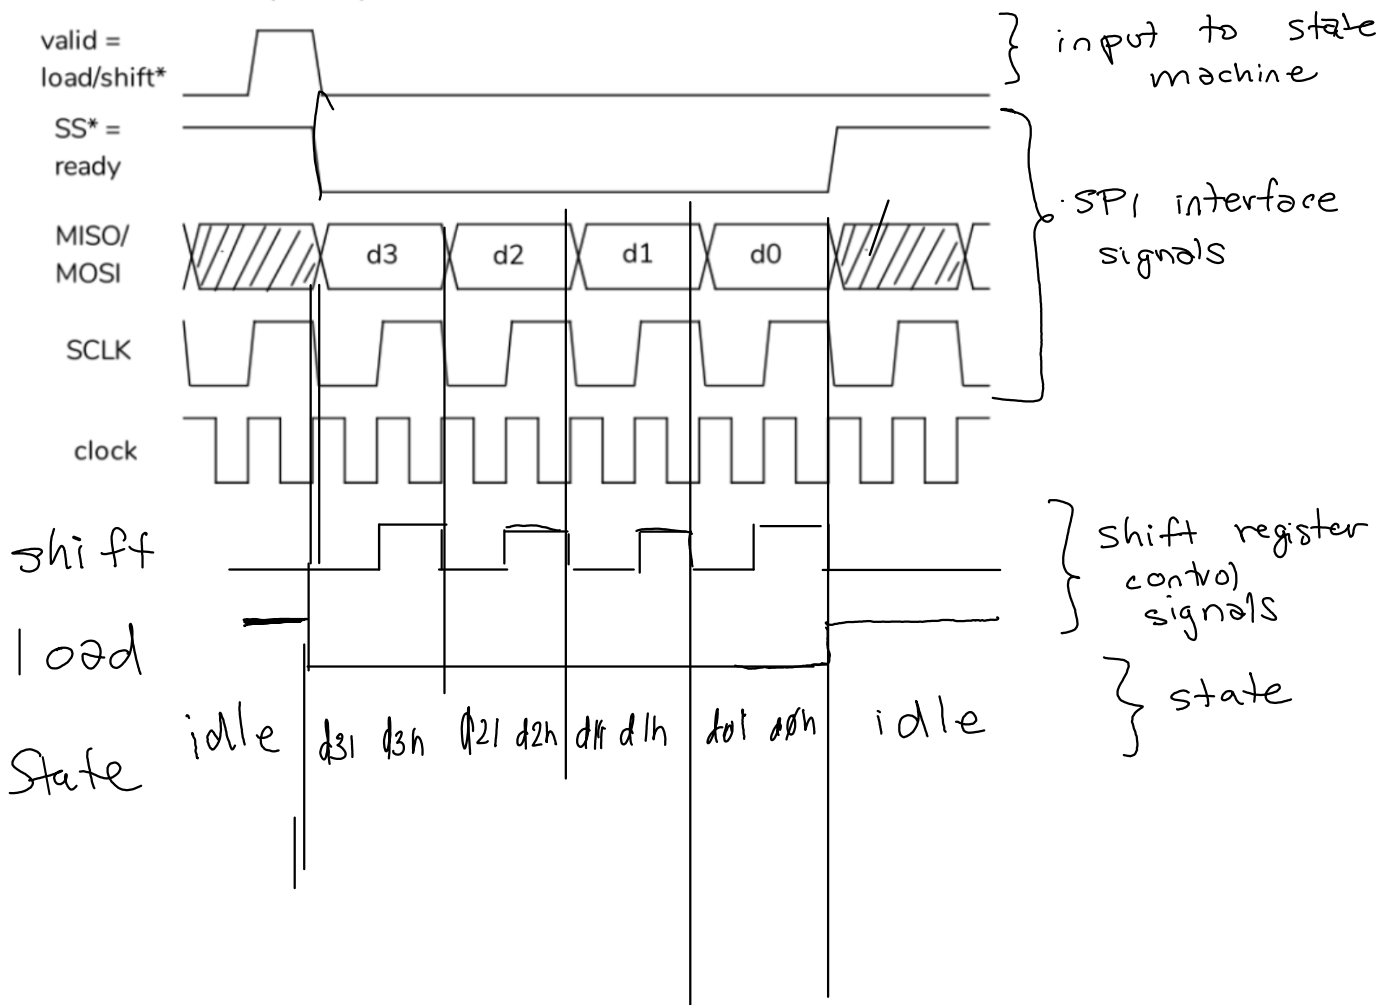 valid =
load/shift*
input to state
machine
SS* =
ready
SPI interface
signals
MISO/
MOSI
d3
d2
d1
d0
SCLK
clock
shift
shift register
control
signals
load
state
idle
d3l
d3h
d2l
d2h
d1l
d1h
d0l
d0h
idle
State